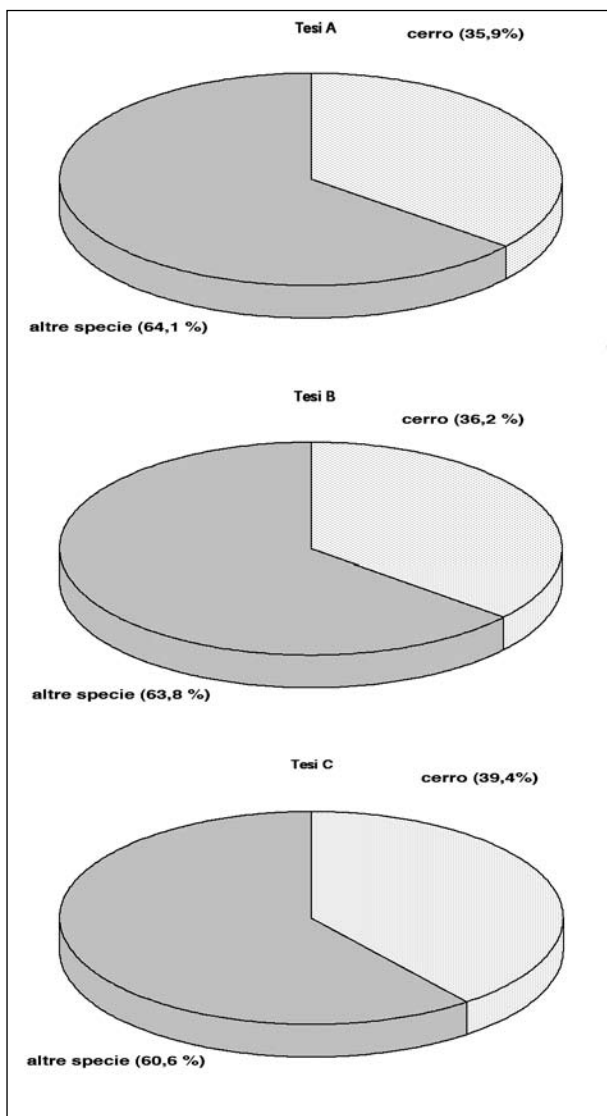 Tesi A
cerro (35,9%)
altre specie (64,1 %)
Tesi B
cerro (36,2 %)
altre specie (63,8 %)
Tesi C
cerro (39,4%)
altre specie (60,6 %)